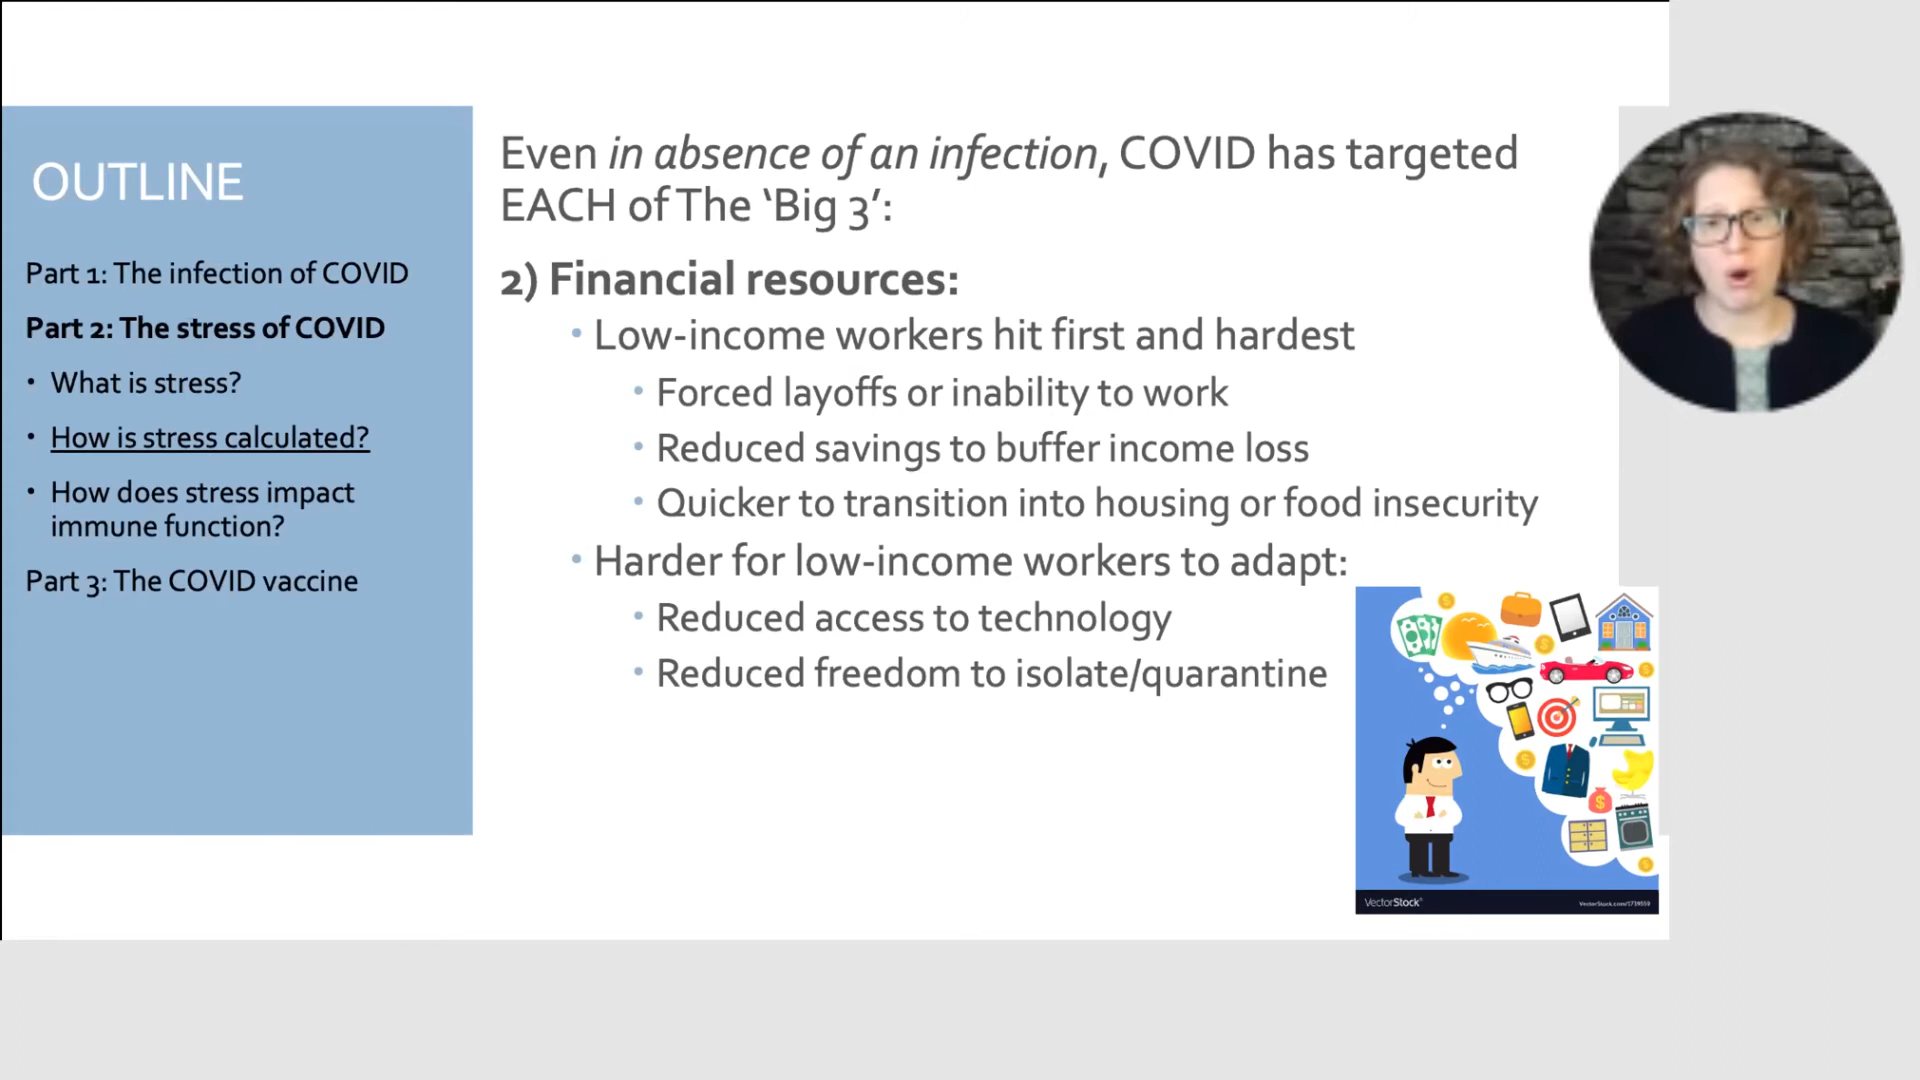 OUTLINE
Part 1: The infection of COVID
Part 2: The stress of COVID
• What is stress?
• How is stress calculated?
• How does stress impact
immune function?
Part 3: The COVID vaccine
Even in absence of an infection, COVID has targeted
EACH of The ‘Big 3’:
2) Financial resources:
• Low-income workers hit first and hardest
• Forced layoffs or inability to work
• Reduced savings to buffer income loss
• Quicker to transition into housing or food insecurity
• Harder for low-income workers to adapt:
• Reduced access to technology
• Reduced freedom to isolate/quarantine
VectorStock®